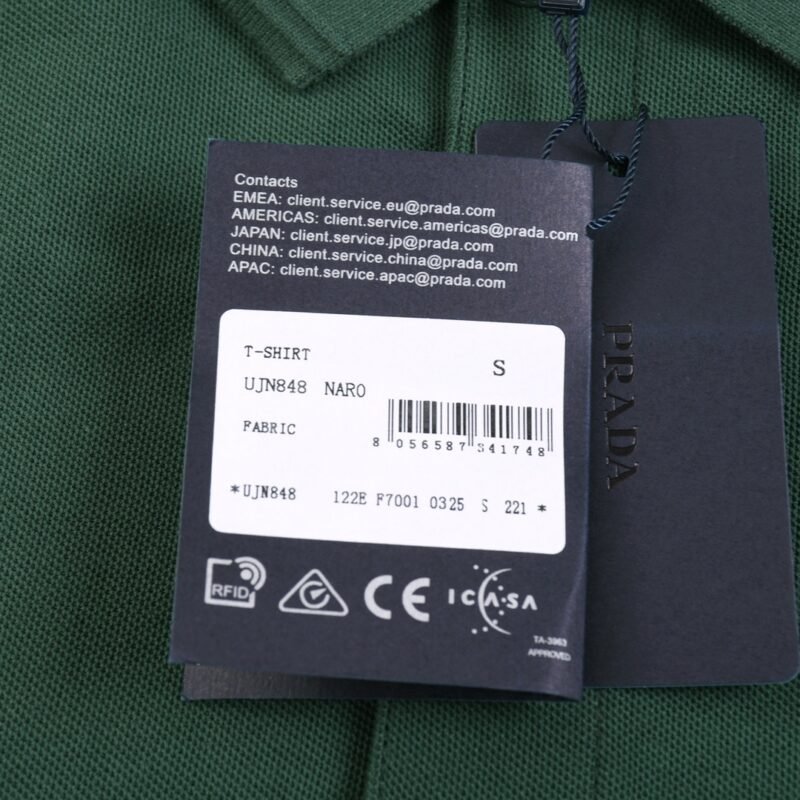 Contacts
EMEA: client.service.eu@prada.com
AMERICAS: client.service.americas@prada.com
JAPAN: client.service.jp@prada.com
CHINA: client.service.china@prada.com
APAC: client.service.apac@prada.com
T-SHIRT
S
UJN848 NARO
FABRIC
8 056587 541748
*UJN848 122E F7001 0325 S 221 *
RFID
CE
ICASA
TA-3963
APPROVED
PRADA